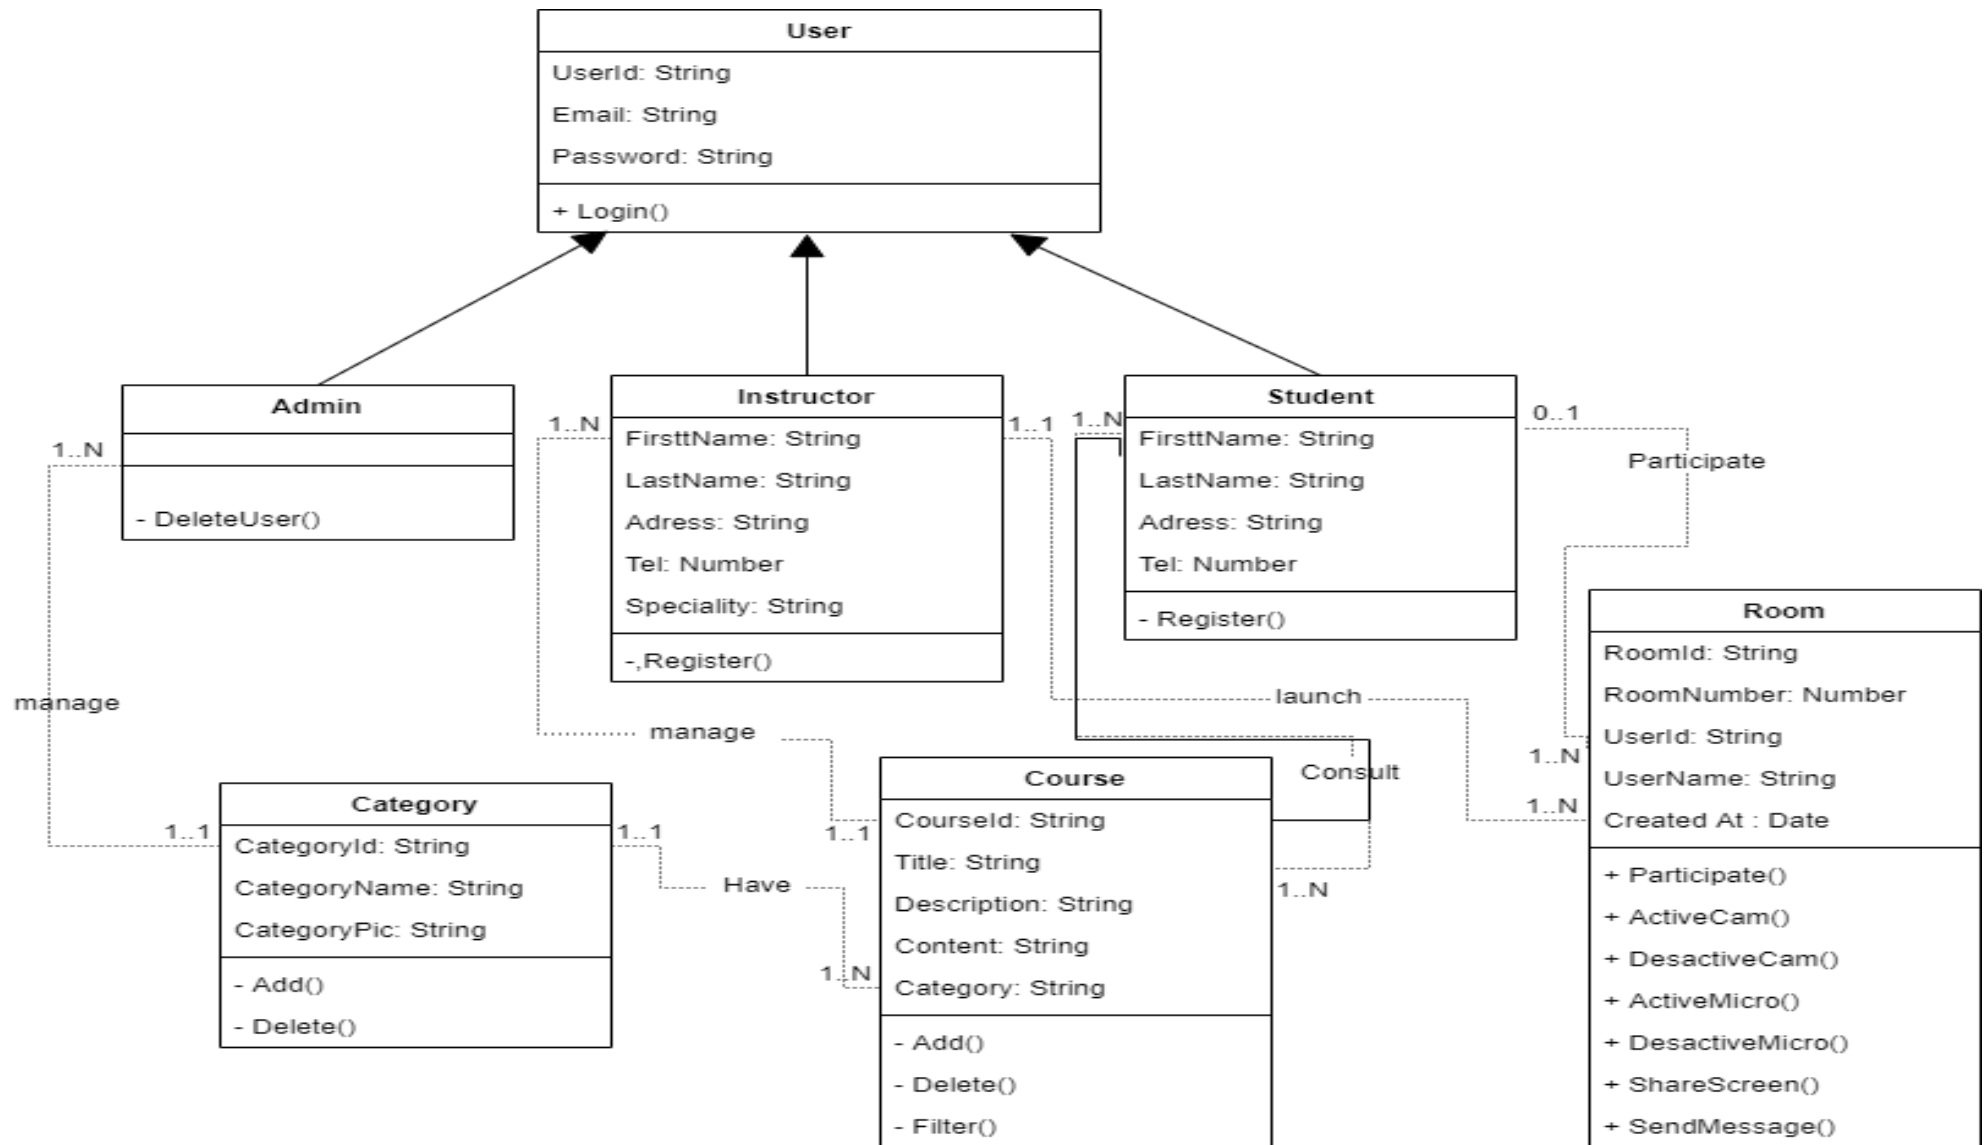 User
UserId: String
Email: String
Password: String
+ Login()
Admin
- DeleteUser()
1..N
Instructor
FirsttName: String
LastName: String
Adress: String
Tel: Number
Speciality: String
-,Register()
1..N
1..1
Student
FirsttName: String
LastName: String
Adress: String
Tel: Number
- Register()
1..N
0..1
Participate
Room
RoomId: String
RoomNumber: Number
UserId: String
UserName: String
Created At : Date
+ Participate()
+ ActiveCam()
+ DesactiveCam()
+ ActiveMicro()
+ DesactiveMicro()
+ ShareScreen()
+ SendMessage()
1..N
1..N
manage
manage
launch
Consult
Category
CategoryId: String
CategoryName: String
CategoryPic: String
- Add()
- Delete()
1..1
1..1
Have
Course
CourseId: String
Title: String
Description: String
Content: String
Category: String
- Add()
- Delete()
- Filter()
1..1
1..N
1..N